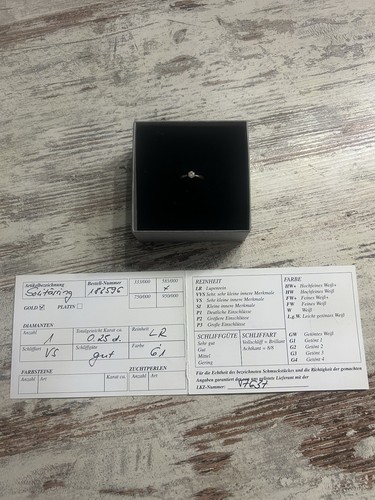 Artikelbezeichnung Bestell-Nummer 333/000 585/000
Solitärring 182596 x
GOLD PLATIN 750/000 950/000
DIAMANTEN
Anzahl Totalgewicht Karat ca. Reinheit
1 0.25 ct. LR
Schliffart Schliffgüte Farbe
VS gut G1
FARBSTEINE ZUCHTPERLEN
Anzahl Art Karat ca. Anzahl Art
REINHEIT
LR Lupenrein
VVS Sehr, sehr kleine innere Merkmale
VS Sehr kleine innere Merkmale
SI Kleine innere Merkmale
P1 Deutliche Einschlüsse
P2 Größere Einschlüsse
P3 Große Einschlüsse
SCHLIFFGÜTE
Sehr gut
Gut
Mittel
Gering
SCHLIFFART
Vollschliff = Brillant
Achtkant = 8/8
FARBE
HW+ Hochfeines Weiß+
HW Hochfeines Weiß
FW+ Feines Weiß+
FW Feines Weiß
W Weiß
l.g.W. Leicht getöntes Weiß
GW Getöntes Weiß
G1 Getönt 1
G2 Getönt 2
G3 Getönt 3
G4 Getönt 4
Für die Echtheit des bezeichneten Schmuckstückes und die Richtigkeit der gemachten
Angaben garantiert der von mir gelistete Lieferant mit der
LKZ-Nummer: